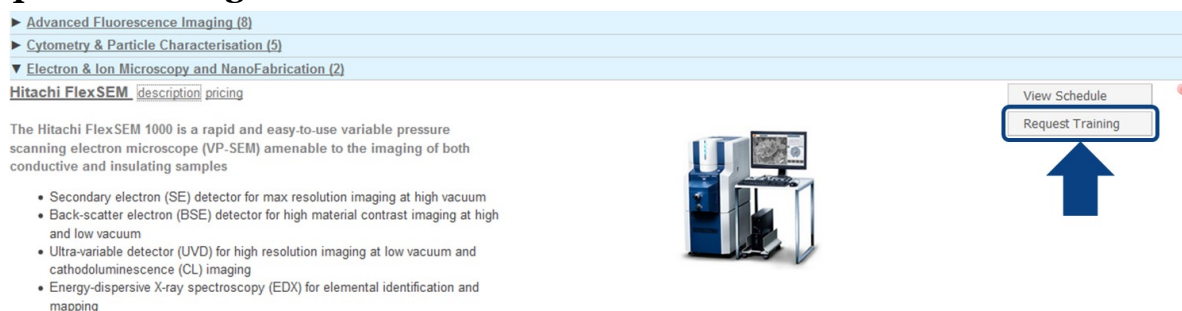 ► Advanced Fluorescence Imaging (8)
► Cytometry & Particle Characterisation (5)
▼ Electron & Ion Microscopy and NanoFabrication (2)
Hitachi FlexSEM description pricing
View Schedule
Request Training
The Hitachi FlexSEM 1000 is a rapid and easy-to-use variable pressure
scanning electron microscope (VP-SEM) amenable to the imaging of both
conductive and insulating samples
• Secondary electron (SE) detector for max resolution imaging at high vacuum
• Back-scatter electron (BSE) detector for high material contrast imaging at high
and low vacuum
• Ultra-variable detector (UVD) for high resolution imaging at low vacuum and
cathodoluminescence (CL) imaging
• Energy-dispersive X-ray spectroscopy (EDX) for elemental identification and
mapping